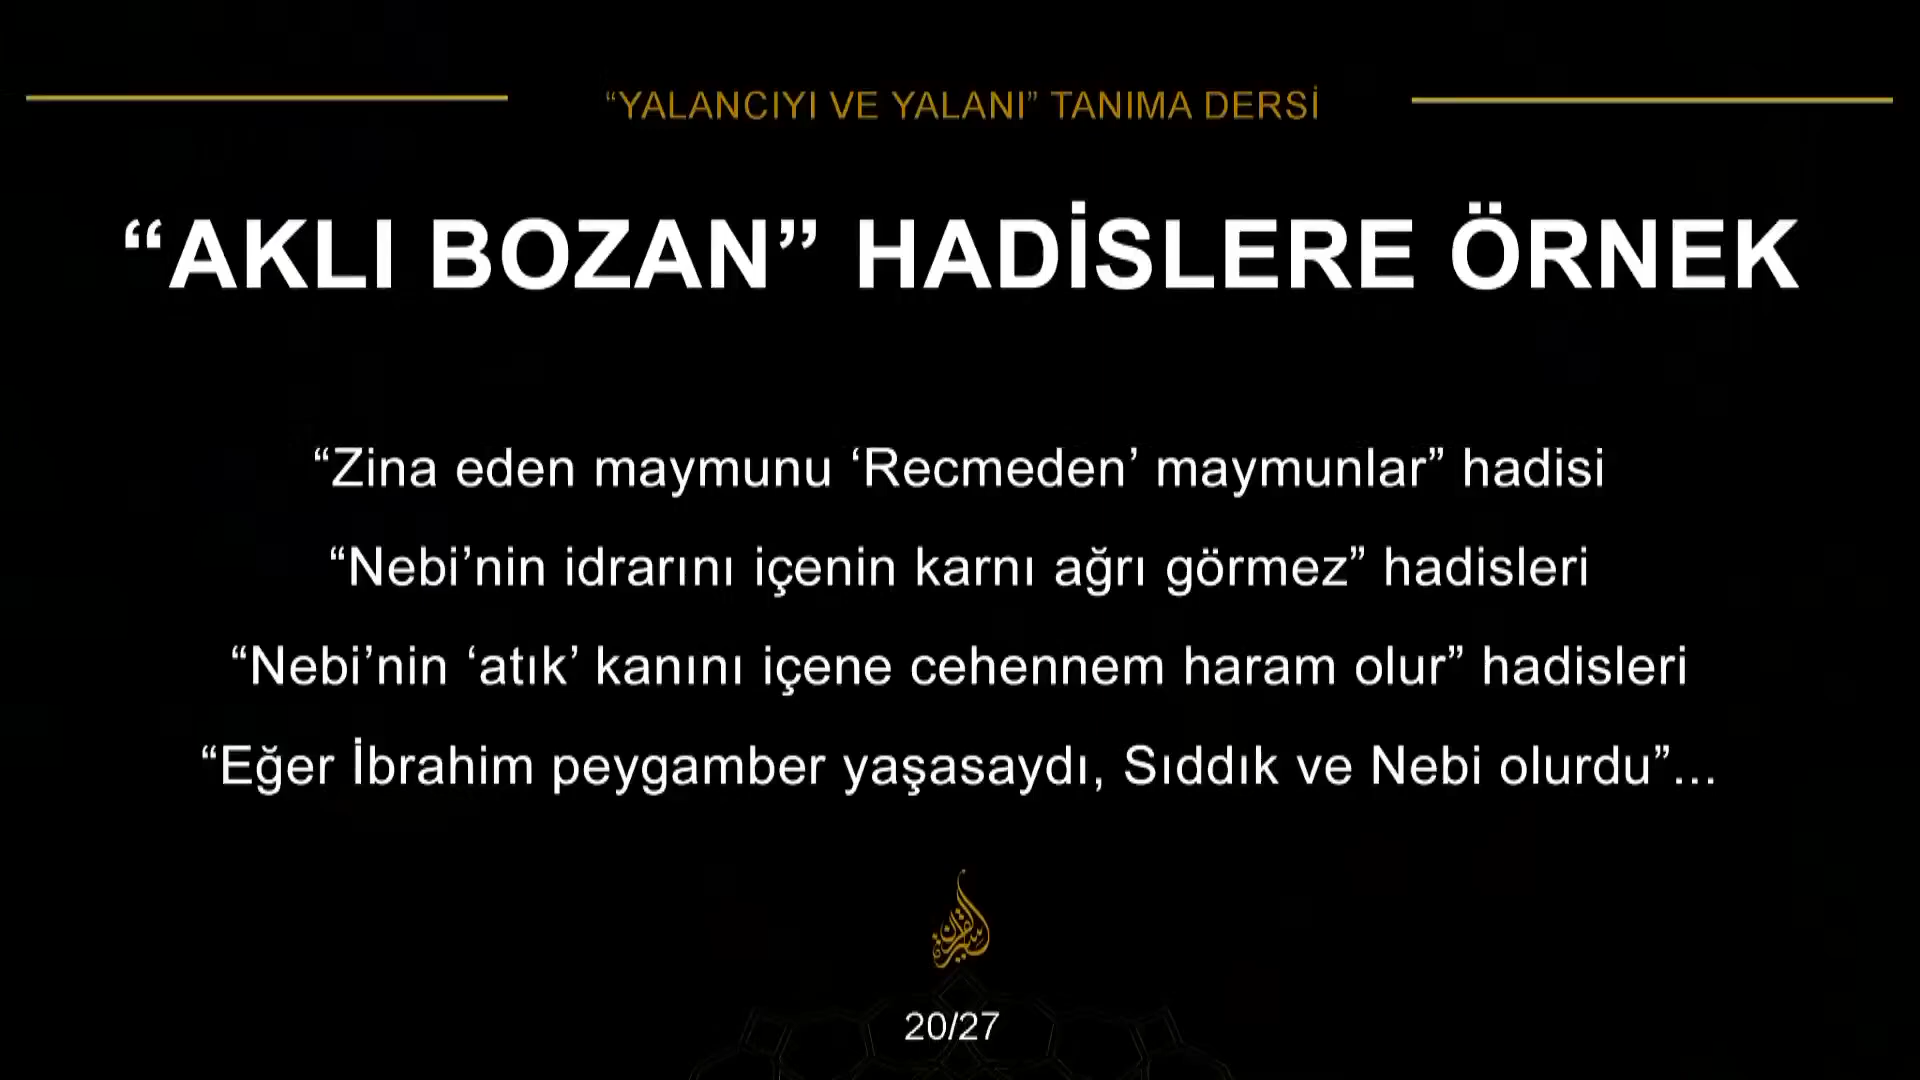 “YALANCIYI VE YALANI” TANIMA DERSİ
“AKLI BOZAN” HADİSLERE ÖRNEK
“Zina eden maymunu ‘Recmeden’ maymunlar” hadisi
“Nebi’nin idrarını içenin karnı ağrı görmez” hadisleri
“Nebi’nin ‘atık’ kanını içene cehennem haram olur” hadisleri
“Eğer İbrahim peygamber yaşasaydı, Sıddık ve Nebi olurdu”...
20/27